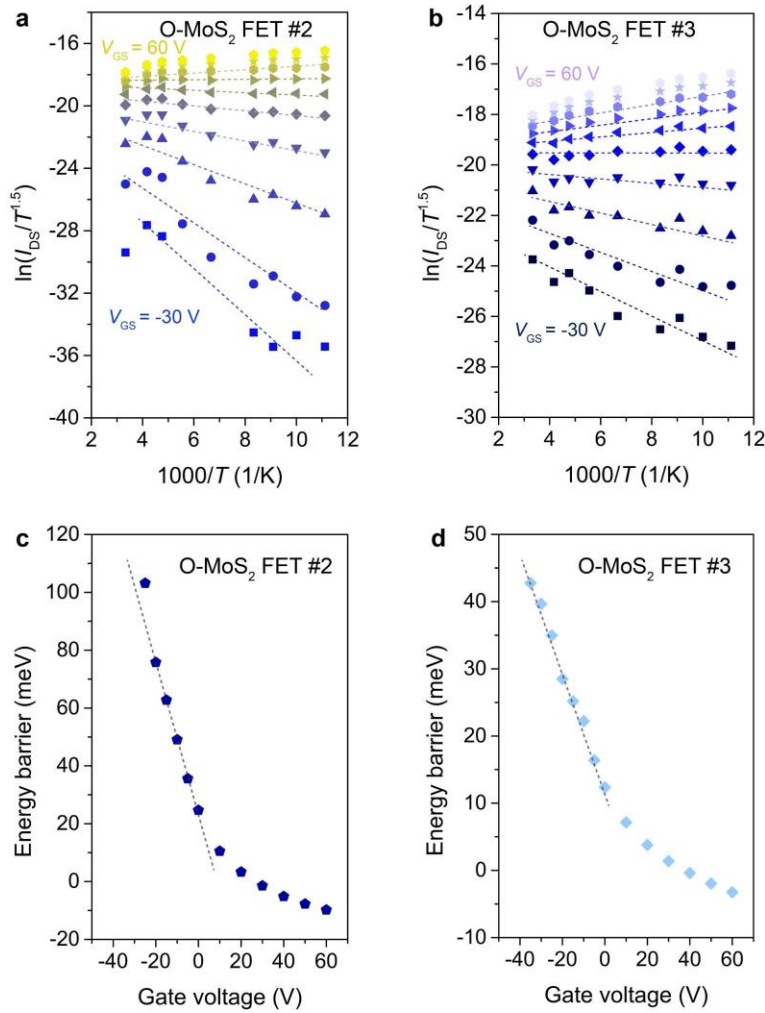 a
O-MoS2 FET #2
VGS = 60 V
VGS = -30 V
ln(IDS/T1.5)
-16
-20
-24
-28
-32
-36
-40
2 4 6 8 10 12
1000/T (1/K)
b
O-MoS2 FET #3
VGS = 60 V
VGS = -30 V
ln(IDS/T1.5)
-16
-18
-20
-22
-24
-26
-28
-30
2 4 6 8 10 12
1000/T (1/K)
c
O-MoS2 FET #2
Energy barrier (meV)
120
100
80
60
40
20
0
-20
-40 -20 0 20 40 60
Gate voltage (V)
d
O-MoS2 FET #3
Energy barrier (meV)
50
40
30
20
10
0
-10
-40 -20 0 20 40 60
Gate voltage (V)